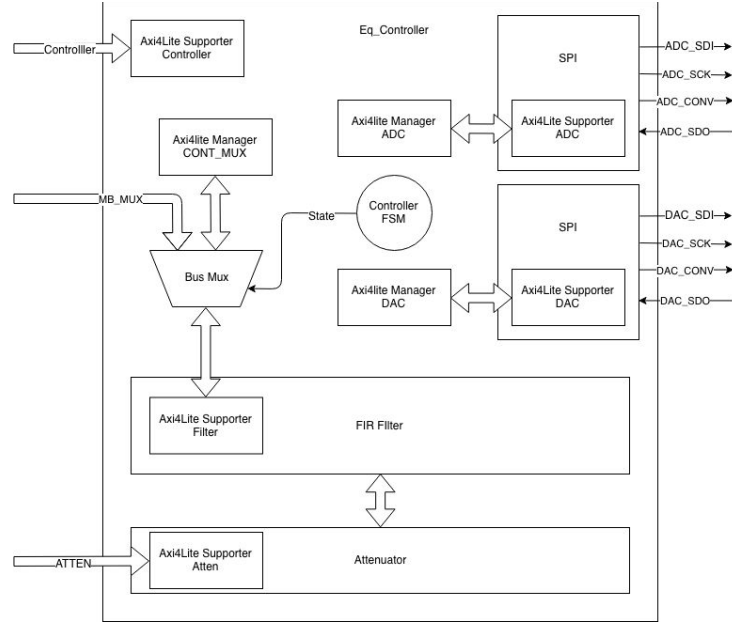 Eq_Controller
Controlller
Axi4Lite Supporter
Controller
SPI
ADC_SDI
ADC_SCK
ADC_CONV
ADC_SDO
Axi4lite Manager
ADC
Axi4Lite Supporter
ADC
Axi4lite Manager
CONT_MUX
MB_MUX
State
Controller
FSM
Bus Mux
SPI
DAC_SDI
DAC_SCK
DAC_CONV
DAC_SDO
Axi4lite Manager
DAC
Axi4Lite Supporter
DAC
Axi4Lite Supporter
Filter
FIR FIlter
ATTEN
Axi4Lite Supporter
Atten
Attenuator